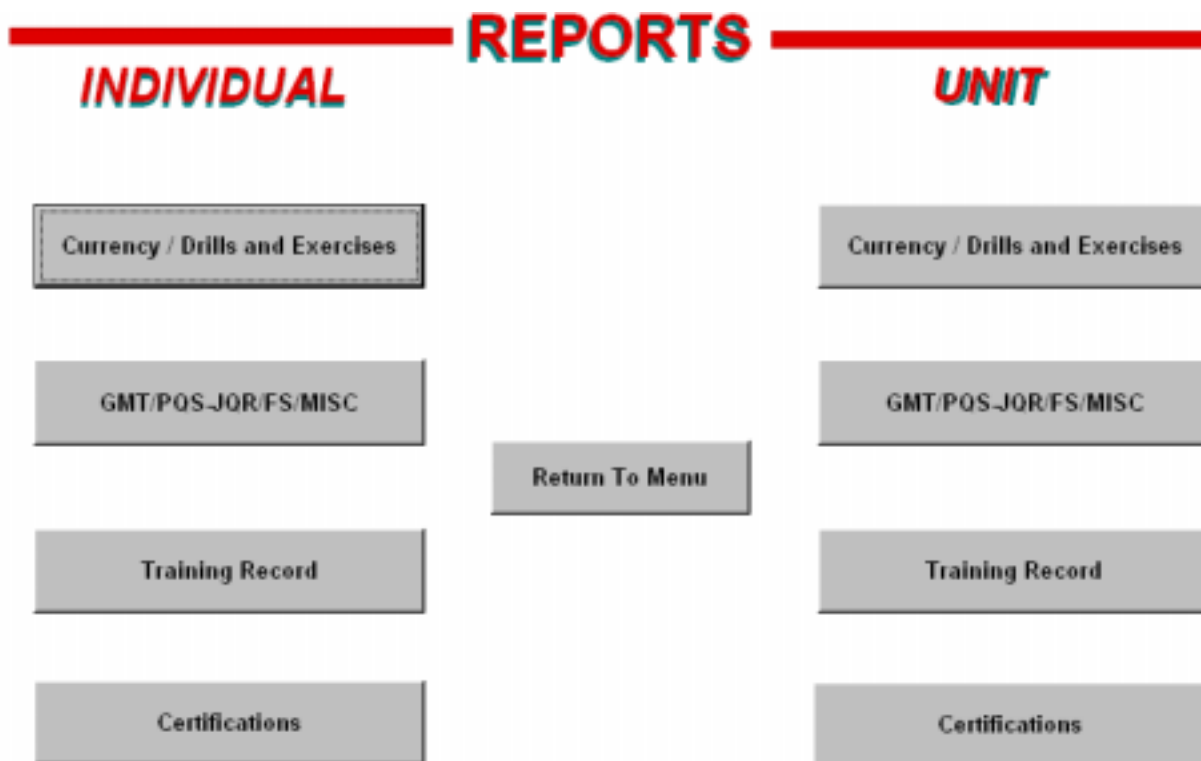 REPORTS
INDIVIDUAL
UNIT
Currency / Drills and Exercises
Currency / Drills and Exercises
GMT/PQS-JQR/FS/MISC
GMT/PQS-JQR/FS/MISC
Return To Menu
Training Record
Training Record
Certifications
Certifications